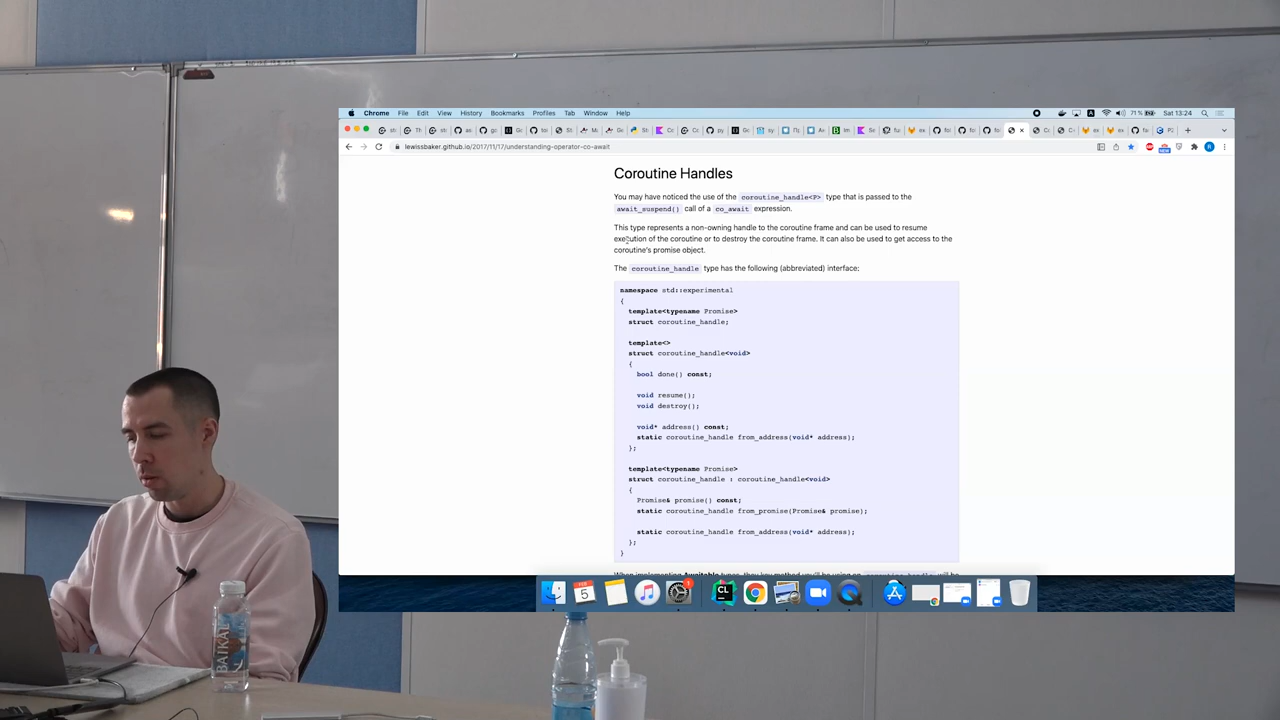 Chrome File Edit View History Bookmarks Profiles Tab Window Help
71 % Sat 13:24
lewissbaker.github.io/2017/11/17/understanding-operator-co-await
Coroutine Handles
You may have noticed the use of the coroutine_handle<P> type that is passed to the
await_suspend() call of a co_await expression.
This type represents a non-owning handle to the coroutine frame and can be used to resume
execution of the coroutine or to destroy the coroutine frame. It can also be used to get access to the
coroutine's promise object.
The coroutine_handle type has the following (abbreviated) interface:
namespace std::experimental
{
template<typename Promise>
struct coroutine_handle;
template<>
struct coroutine_handle<void>
{
bool done() const;
void resume();
void destroy();
void* address() const;
static coroutine_handle from_address(void* address);
};
template<typename Promise>
struct coroutine_handle : coroutine_handle<void>
{
Promise& promise() const;
static coroutine_handle from_promise(Promise& promise);
static coroutine_handle from_address(void* address);
};
}
FEB
5
CL
1
BAIKAL